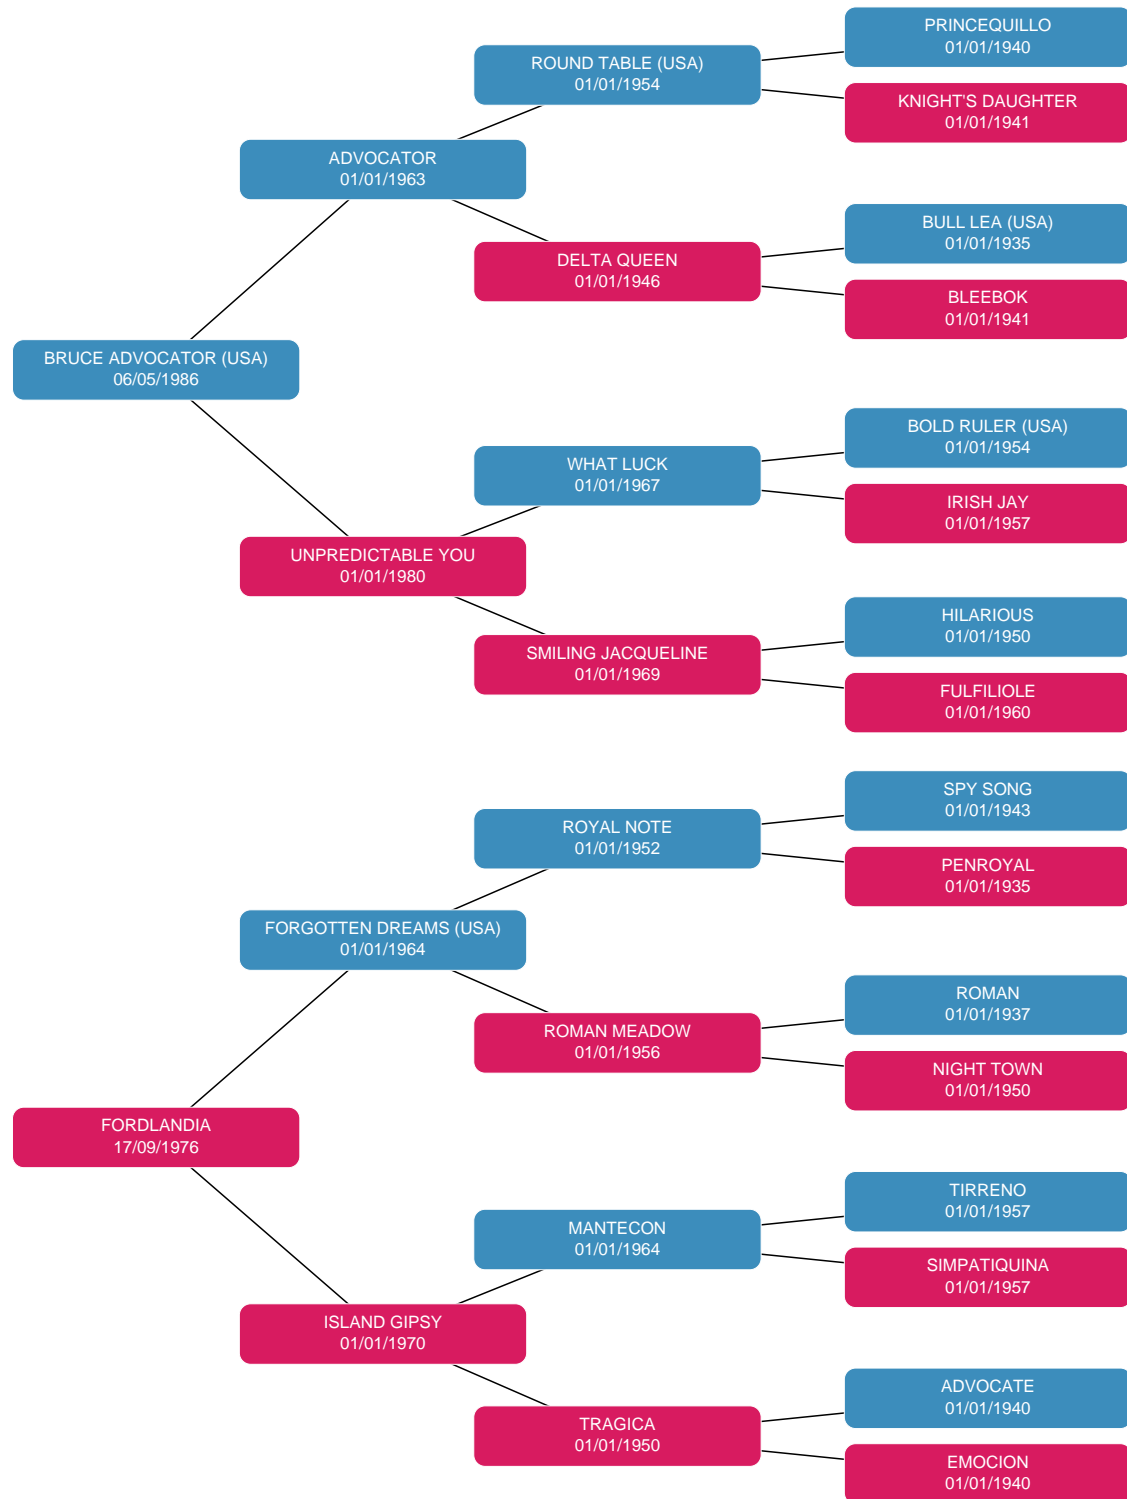 PRINCEQUILLO
01/01/1940
ROUND TABLE (USA)
01/01/1954
KNIGHT'S DAUGHTER
01/01/1941
ADVOCATOR
01/01/1963
BULL LEA (USA)
01/01/1935
DELTA QUEEN
01/01/1946
BLEEBOK
01/01/1941
BRUCE ADVOCATOR (USA)
06/05/1986
BOLD RULER (USA)
01/01/1954
WHAT LUCK
01/01/1967
IRISH JAY
01/01/1957
UNPREDICTABLE YOU
01/01/1980
HILARIOUS
01/01/1950
SMILING JACQUELINE
01/01/1969
FULFILIOLE
01/01/1960
SPY SONG
01/01/1943
ROYAL NOTE
01/01/1952
PENROYAL
01/01/1935
FORGOTTEN DREAMS (USA)
01/01/1964
ROMAN
01/01/1937
ROMAN MEADOW
01/01/1956
NIGHT TOWN
01/01/1950
FORDLANDIA
17/09/1976
TIRRENO
01/01/1957
MANTECON
01/01/1964
SIMPATIQUINA
01/01/1957
ISLAND GIPSY
01/01/1970
ADVOCATE
01/01/1940
TRAGICA
01/01/1950
EMOCION
01/01/1940